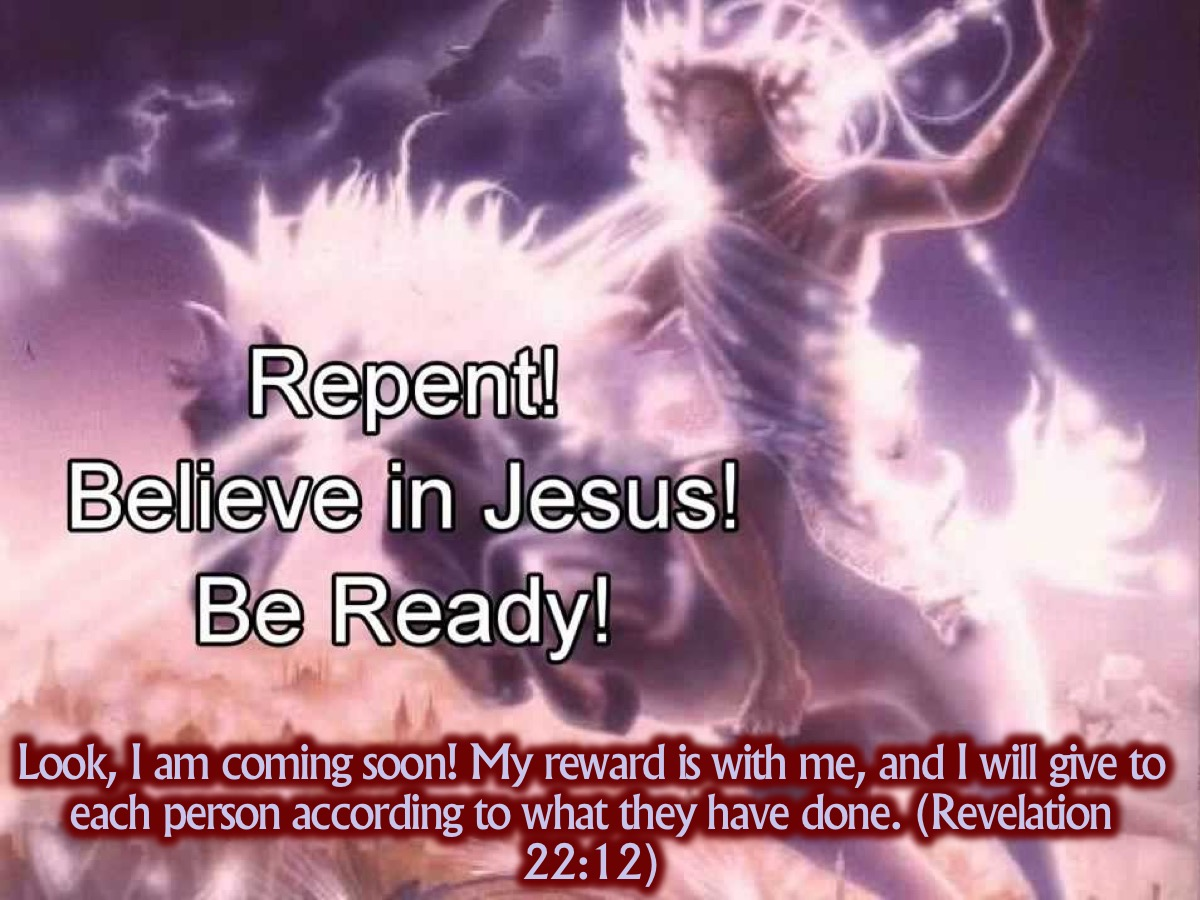 Repent!
Believe in Jesus!
Be Ready!
Look, I am coming soon! My reward is with me, and I will give to
each person according to what they have done. (Revelation
22:12)